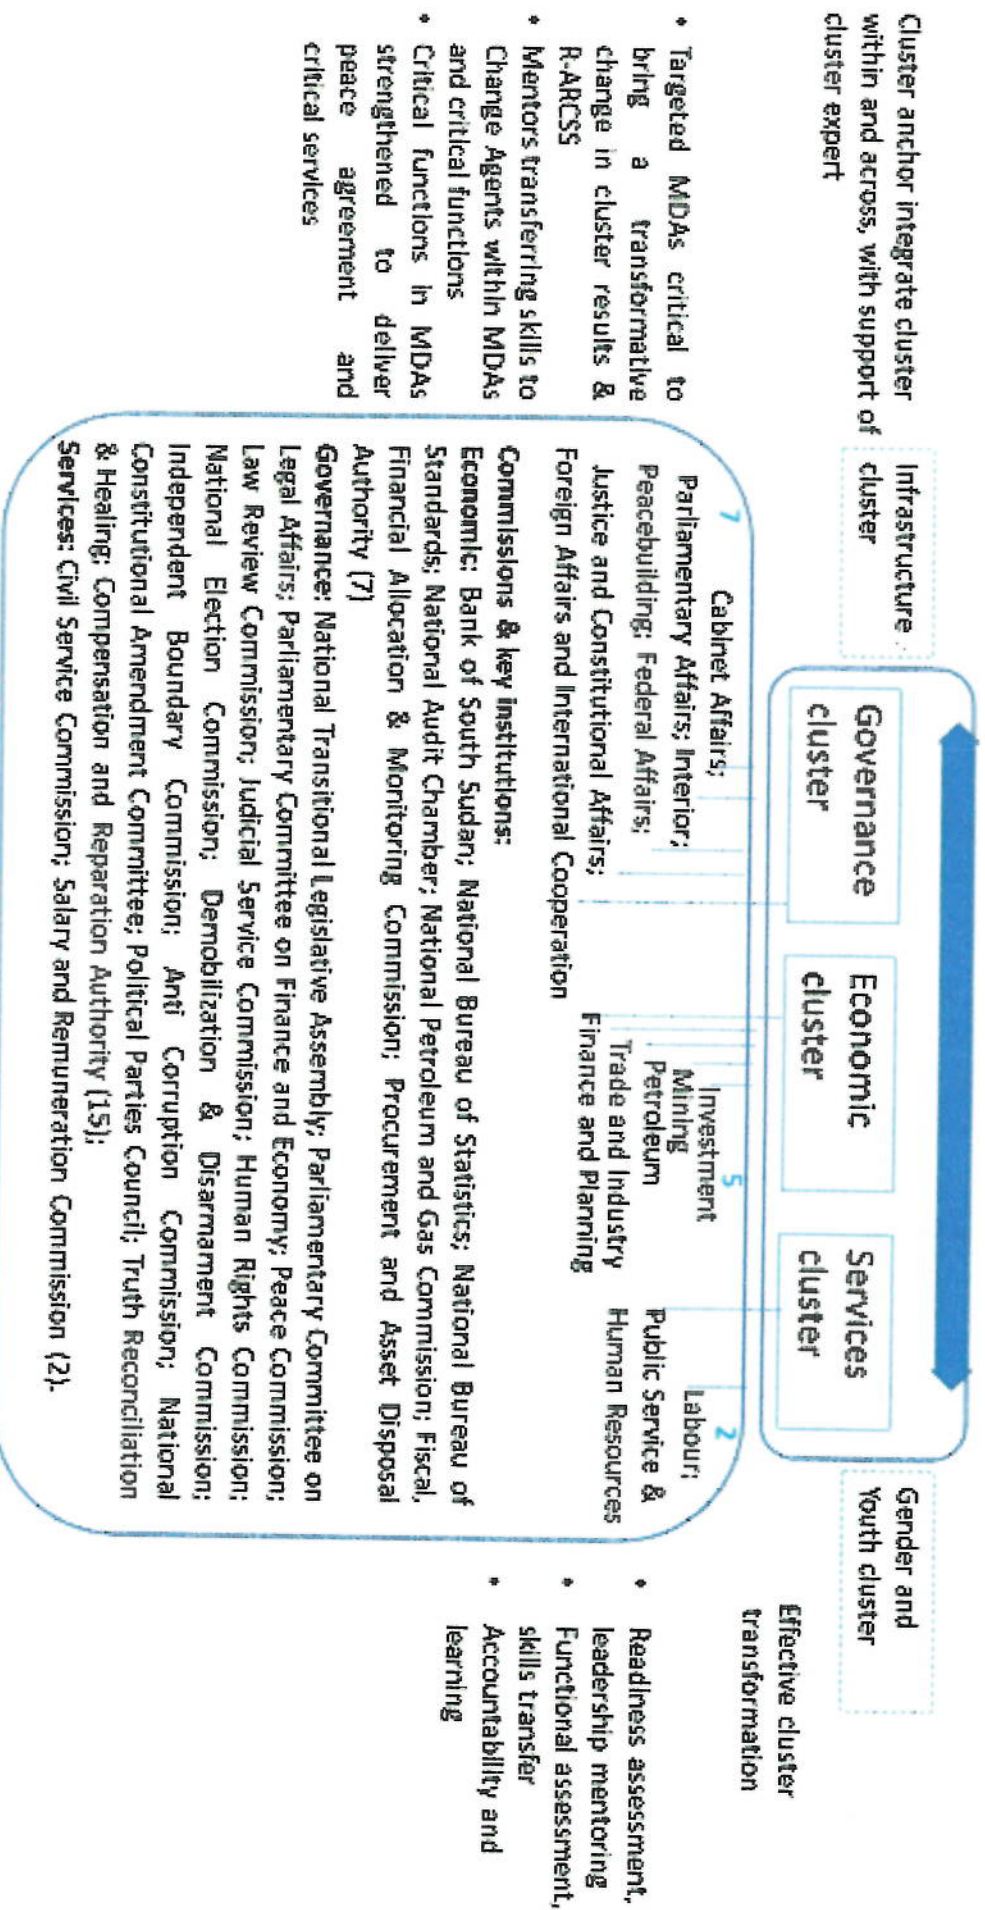 Cluster anchor integrate cluster
within and across, with support of
cluster expert
Infrastructure
cluster
Governance
cluster
Economic
cluster
Services
cluster
Gender and
Youth cluster
Effective cluster
transformation
• Targeted MDAs critical to
bring a transformative
change in cluster results &
R-ARCSS
• Mentors transferring skills to
Change Agents within MDAs
and critical functions
• Critical functions in MDAs
strengthened to deliver
peace agreement and
critical services
7
Cabinet Affairs;
Parliamentary Affairs; Interior;
Peacebuilding; Federal Affairs;
Justice and Constitutional Affairs;
Foreign Affairs and International Cooperation
5
Investment
Mining
Petroleum
Trade and Industry
Finance and Planning
2
Labour;
Public Service &
Human Resources
Commissions & key institutions:
Economic: Bank of South Sudan; National Bureau of Statistics; National Bureau of
Standards; National Audit Chamber; National Petroleum and Gas Commission; Fiscal,
Financial Allocation & Monitoring Commission; Procurement and Asset Disposal
Authority (7)
Governance: National Transitional Legislative Assembly; Parliamentary Committee on
Legal Affairs; Parliamentary Committee on Finance and Economy; Peace Commission;
Law Review Commission; Judicial Service Commission; Human Rights Commission;
National Election Commission; Demobilization & Disarmament Commission;
Independent Boundary Commission; Anti Corruption Commission; National
Constitutional Amendment Committee; Political Parties Council; Truth Reconciliation
& Healing; Compensation and Reparation Authority (15);
Services: Civil Service Commission; Salary and Remuneration Commission (2).
• Readiness assessment,
leadership mentoring
• Functional assessment,
skills transfer
• Accountability and
learning